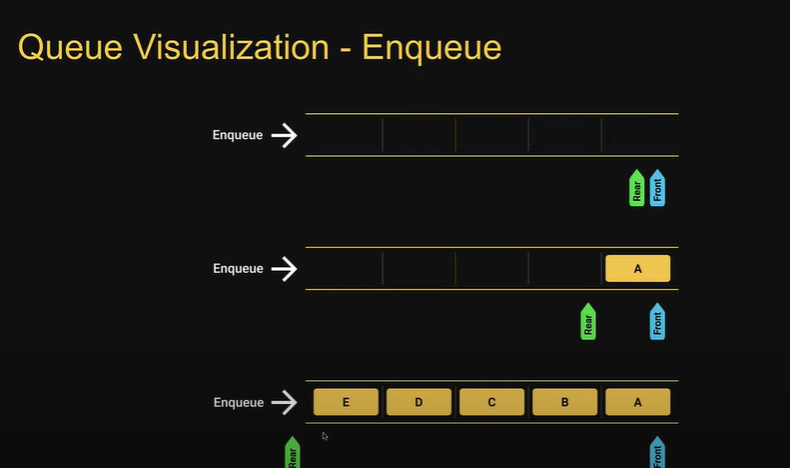 Queue Visualization - Enqueue
Enqueue
Rear Front
Enqueue A
Rear Front
Enqueue E D C B A
Rear Front